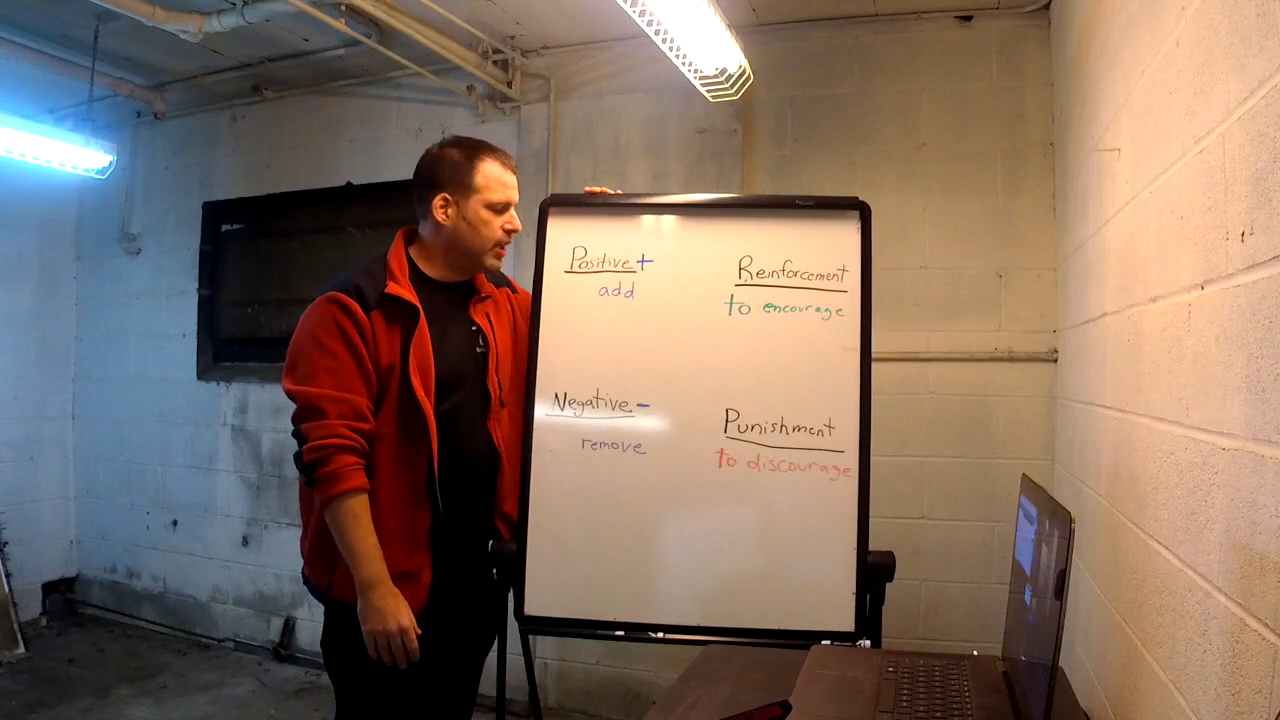 Positive +
add
Reinforcement
to encourage
Negative -
remove
Punishment
to discourage